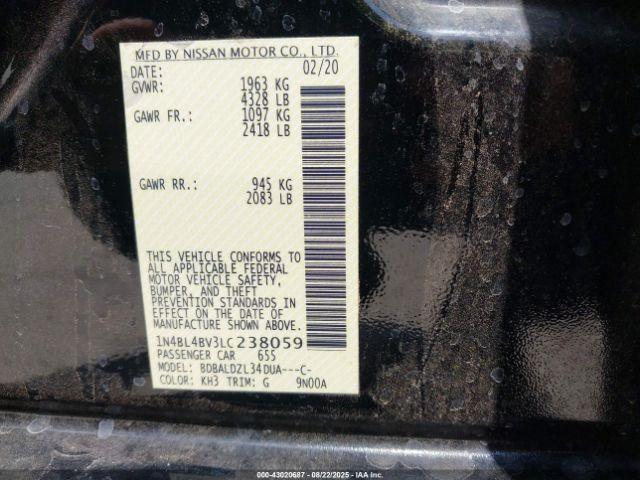 MFD BY NISSAN MOTOR CO., LTD.
DATE: 02/20
GVWR: 1963 KG
4328 LB
GAWR FR.: 1097 KG
2418 LB
GAWR RR.: 945 KG
2083 LB
THIS VEHICLE CONFORMS TO
ALL APPLICABLE FEDERAL
MOTOR VEHICLE SAFETY,
BUMPER, AND THEFT
PREVENTION STANDARDS IN
EFFECT ON THE DATE OF
MANUFACTURE SHOWN ABOVE.
1N4BL4BV3LC238059
PASSENGER CAR 655
MODEL: BDBALDZL34DUA---C-
COLOR: KH3 TRIM: G 9N00A
000-43020687 - 08/22/2025 - IAA Inc.